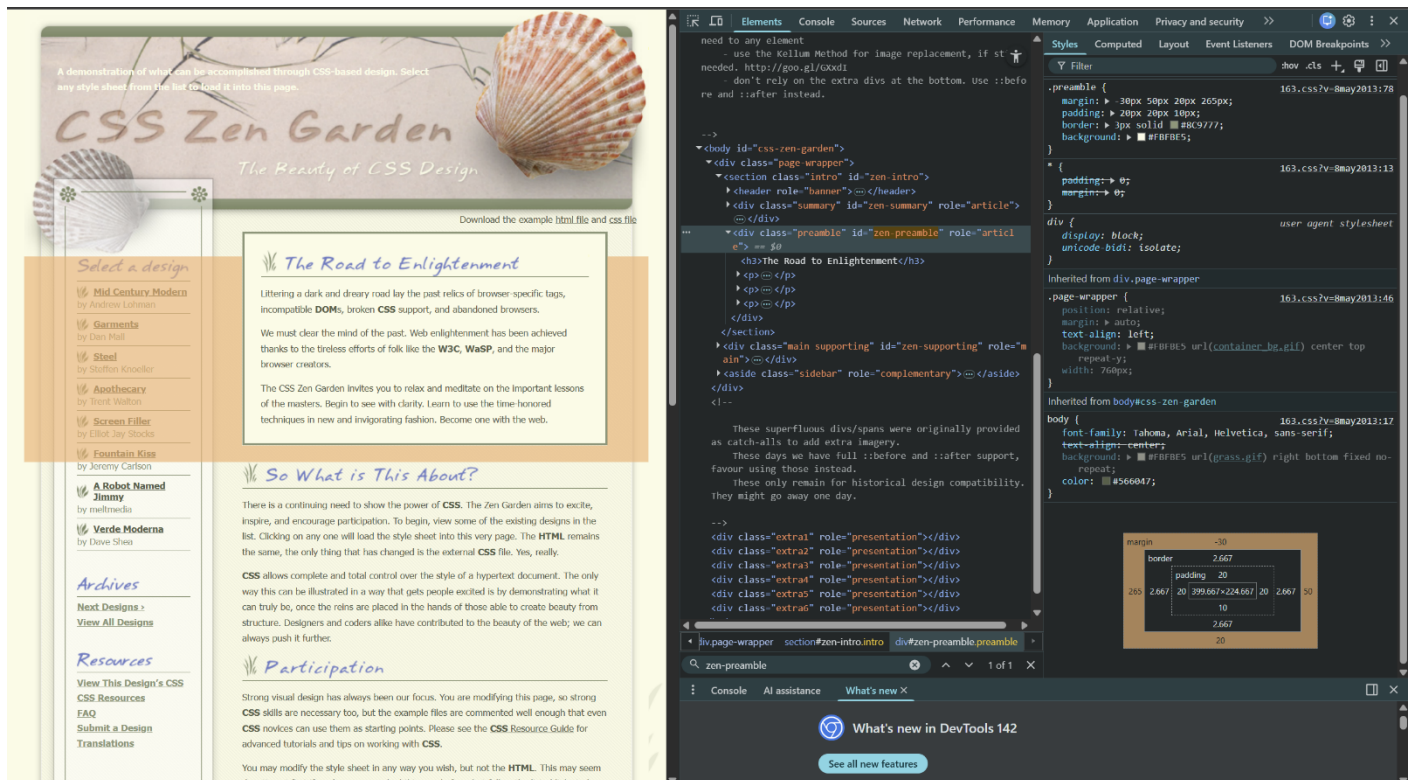 A demonstration of what can be accomplished through CSS-based design. Select
any style sheet from the list to load it into this page.
CSS Zen Garden
The Beauty of CSS Design
Download the example html file and css file
Select a design
Mid Century Modern
by Andrew Lohman
Garments
by Dan Mall
Steel
by Steffen Knoeller
Apothecary
by Trent Walton
Screen Filler
by Elliot Jay Stocks
Fountain Kiss
by Jeremy Carlson
A Robot Named
Jimmy
by meltmedia
Verde Moderna
by Dave Shea
Archives
Next Designs ›
View All Designs
Resources
View This Design's CSS
CSS Resources
FAQ
Submit a Design
Translations
The Road to Enlightenment
Littering a dark and dreary road lay the past relics of browser-specific tags,
incompatible DOMs, broken CSS support, and abandoned browsers.
We must clear the mind of the past. Web enlightenment has been achieved
thanks to the tireless efforts of folk like the W3C, WaSP, and the major
browser creators.
The CSS Zen Garden invites you to relax and meditate on the important lessons
of the masters. Begin to see with clarity. Learn to use the time-honored
techniques in new and invigorating fashion. Become one with the web.
So What is This About?
There is a continuing need to show the power of CSS. The Zen Garden aims to excite,
inspire, and encourage participation. To begin, view some of the existing designs in the
list. Clicking on any one will load the style sheet into this very page. The HTML remains
the same, the only thing that has changed is the external CSS file. Yes, really.
CSS allows complete and total control over the style of a hypertext document. The only
way this can be illustrated in a way that gets people excited is by demonstrating what it
can truly be, once the reins are placed in the hands of those able to create beauty from
structure. Designers and coders alike have contributed to the beauty of the web; we can
always push it further.
Participation
Strong visual design has always been our focus. You are modifying this page, so strong
CSS skills are necessary too, but the example files are commented well enough that even
CSS novices can use them as starting points. Please see the CSS Resource Guide for
advanced tutorials and tips on working with CSS.
You may modify the style sheet in any way you wish, but not the HTML. This may seem
Elements Console Sources Network Performance Memory Application Privacy and security
need to any element
- use the Kellum Method for image replacement, if st
needed. http://goo.gl/GXxdI
- don't rely on the extra divs at the bottom. Use ::befo
re and ::after instead.
-->
<body id="css-zen-garden">
<div class="page-wrapper">
<section class="intro" id="zen-intro">
<header role="banner">…</header>
<div class="summary" id="zen-summary" role="article">
…</div>
<div class="preamble" id="zen-preamble" role="articl
e"> == $0
<h3>The Road to Enlightenment</h3>
<p>…</p>
<p>…</p>
<p>…</p>
</div>
</section>
<div class="main supporting" id="zen-supporting" role="m
ain">…</div>
<aside class="sidebar" role="complementary">…</aside>
</div>
<!--
These superfluous divs/spans were originally provided
as catch-alls to add extra imagery.
These days we have full ::before and ::after support,
favour using those instead.
These only remain for historical design compatibility.
They might go away one day.
-->
<div class="extra1" role="presentation"></div>
<div class="extra2" role="presentation"></div>
<div class="extra3" role="presentation"></div>
<div class="extra4" role="presentation"></div>
<div class="extra5" role="presentation"></div>
<div class="extra6" role="presentation"></div>
div.page-wrapper section#zen-intro.intro div#zen-preamble.preamble
zen-preamble 1 of 1
Styles Computed Layout Event Listeners DOM Breakpoints
Filter :hov .cls
.preamble { 163.css?v=8may2013:78
margin: -30px 50px 20px 265px;
padding: 20px 20px 10px;
border: 3px solid #8C9777;
background: #FBFBE5;
}
* { 163.css?v=8may2013:13
padding: 0;
margin: 0;
}
div { user agent stylesheet
display: block;
unicode-bidi: isolate;
}
Inherited from div.page-wrapper
.page-wrapper { 163.css?v=8may2013:46
position: relative;
margin: auto;
text-align: left;
background: #FBFBE5 url(container_bg.gif) center top
repeat-y;
width: 760px;
}
Inherited from body#css-zen-garden
body { 163.css?v=8may2013:17
font-family: Tahoma, Arial, Helvetica, sans-serif;
text-align: center;
background: #FBFBE5 url(grass.gif) right bottom fixed no-
repeat;
color: #566047;
}
margin -30
border 2.667
padding 20
265 2.667 20 399.667×224.667 20 2.667 50
10
2.667
20
Console AI assistance What's new
What's new in DevTools 142
See all new features